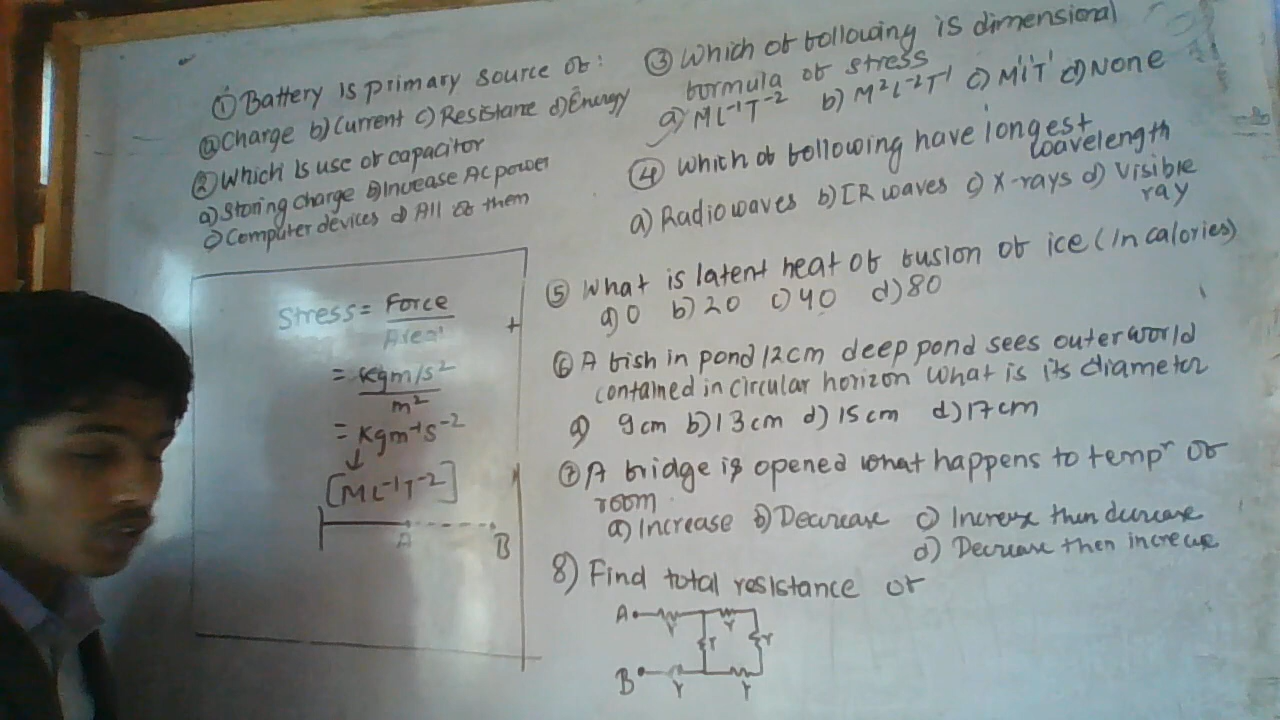 ① Battery is primary source of:
ⓐ Charge b) Current c) Resistane d) Energy
② Which is use of capacitor
a) Storing charge b) Increase AC power
c) Computer devices d) All of them
Stress = Force
Area
= Kgm/s²
m²
= Kgm⁻¹s⁻²
↓
[ML⁻¹T⁻²]
A
B
③ Which of following is dimensional
formula of stress
a) ML⁻¹T⁻² b) M²L⁻²T⁻¹ c) M¹L¹T¹ d) None
④ Which of following have longest
wavelength
a) Radiowaves b) IR waves c) X-rays d) Visible
ray
⑤ What is latent heat of fusion of ice (In calories)
a) 0 b) 20 c) 40 d) 80
⑥ A fish in pond 12cm deep pond sees outer world
contained in circular horizon what is its diameter
a) 9cm b) 13cm d) 15cm d) 17cm
⑦ A bridge is opened what happens to tempʳ of
room
a) Increase b) Decrease c) Increase then decrease
d) Decrease then increase
8) Find total resistance of
A r r
r r
B r r